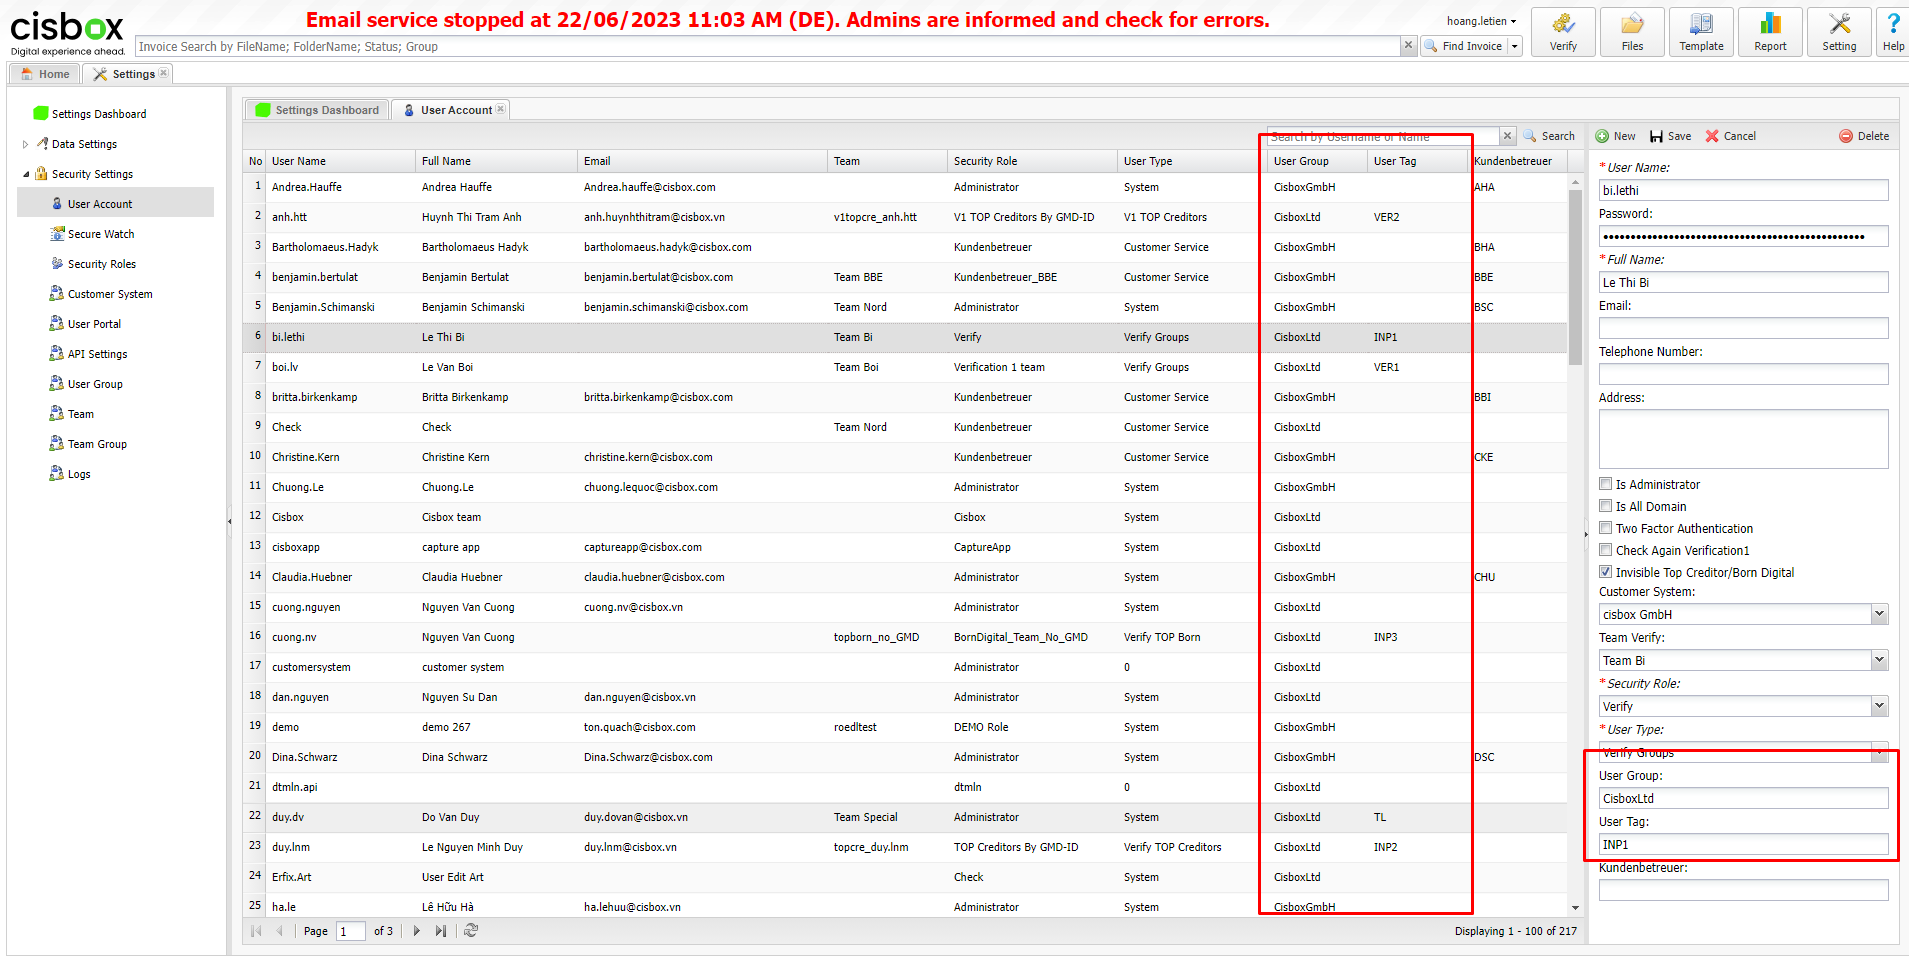 Email service stopped at 22/06/2023 11:03 AM (DE). Admins are informed and check for errors.
cisbox
Digital experience ahead.
hoang.letien
Invoice Search by FileName; FolderName; Status; Group
Find Invoice
Verify
Files
Template
Report
Setting
Help
Home
Settings
Settings Dashboard
Data Settings
Security Settings
User Account
Secure Watch
Security Roles
Customer System
User Portal
API Settings
User Group
Team
Team Group
Logs
Settings Dashboard
User Account
Search by Username or Name
Search
No User Name Full Name Email Team Security Role User Type User Group User Tag Kundenbetreuer
1 Andrea.Hauffe Andrea Hauffe Andrea.hauffe@cisbox.com Administrator System CisboxGmbH AHA
2 anh.htt Huynh Thi Tram Anh anh.huynhthitram@cisbox.vn v1topcre_anh.htt V1 TOP Creditors By GMD-ID V1 TOP Creditors CisboxLtd VER2
3 Bartholomaeus.Hadyk Bartholomaeus Hadyk bartholomaeus.hadyk@cisbox.com Kundenbetreuer Customer Service CisboxGmbH BHA
4 benjamin.bertulat Benjamin Bertulat benjamin.bertulat@cisbox.com Team BBE Kundenbetreuer_BBE Customer Service CisboxGmbH BBE
5 Benjamin.Schimanski Benjamin Schimanski benjamin.schimanski@cisbox.com Team Nord Administrator System CisboxGmbH BSC
6 bi.lethi Le Thi Bi Team Bi Verify Verify Groups CisboxLtd INP1
7 boi.lv Le Van Boi Team Boi Verification 1 team Verify Groups CisboxLtd VER1
8 britta.birkenkamp Britta Birkenkamp britta.birkenkamp@cisbox.com Kundenbetreuer Customer Service CisboxGmbH BBI
9 Check Check Team Nord Kundenbetreuer Customer Service CisboxLtd
10 Christine.Kern Christine Kern christine.kern@cisbox.com Kundenbetreuer Customer Service CisboxGmbH CKE
11 Chuong.Le Chuong.Le chuong.lequoc@cisbox.com Administrator System CisboxGmbH
12 Cisbox Cisbox team Cisbox System CisboxLtd
13 cisboxapp capture app captureapp@cisbox.com CaptureApp System CisboxLtd
14 Claudia.Huebner Claudia Huebner claudia.huebner@cisbox.com Administrator System CisboxGmbH CHU
15 cuong.nguyen Nguyen Van Cuong cuong.nv@cisbox.vn Administrator System CisboxLtd
16 cuong.nv Nguyen Van Cuong topborn_no_GMD BornDigital_Team_No_GMD Verify TOP Born CisboxLtd INP3
17 customersystem customer system Administrator 0 CisboxLtd
18 dan.nguyen Nguyen Su Dan dan.nguyen@cisbox.vn Administrator System CisboxLtd
19 demo demo 267 ton.quach@cisbox.com roedltest DEMO Role System CisboxGmbH
20 Dina.Schwarz Dina Schwarz Dina.Schwarz@cisbox.com Administrator System CisboxGmbH DSC
21 dtmln.api dtmln 0 CisboxLtd
22 duy.dv Do Van Duy duy.dovan@cisbox.vn Team Special Administrator System CisboxLtd TL
23 duy.lnm Le Nguyen Minh Duy duy.lnm@cisbox.vn topcre_duy.lnm TOP Creditors By GMD-ID Verify TOP Creditors CisboxLtd INP2
24 Erfix.Art User Edit Art Check System CisboxLtd
25 ha.le Lê Hữu Hà ha.lehuu@cisbox.vn Administrator System CisboxGmbH
Page 1 of 3
Displaying 1 - 100 of 217
New Save Cancel Delete
*User Name:
bi.lethi
Password:
*Full Name:
Le Thi Bi
Email:
Telephone Number:
Address:
Is Administrator
Is All Domain
Two Factor Authentication
Check Again Verification1
Invisible Top Creditor/Born Digital
Customer System:
cisbox GmbH
Team Verify:
Team Bi
*Security Role:
Verify
*User Type:
Verify Groups
User Group:
CisboxLtd
User Tag:
INP1
Kundenbetreuer: